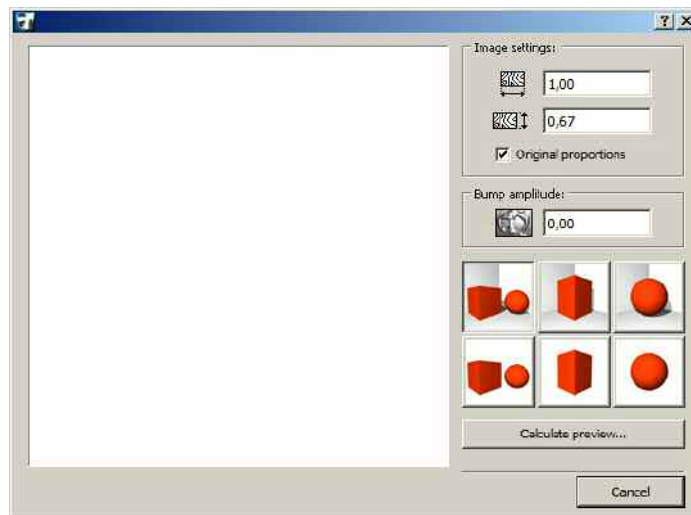 Image settings:
1,00
0,67
Original proportions
Bump amplitude:
0,00
Calculate preview...
Cancel